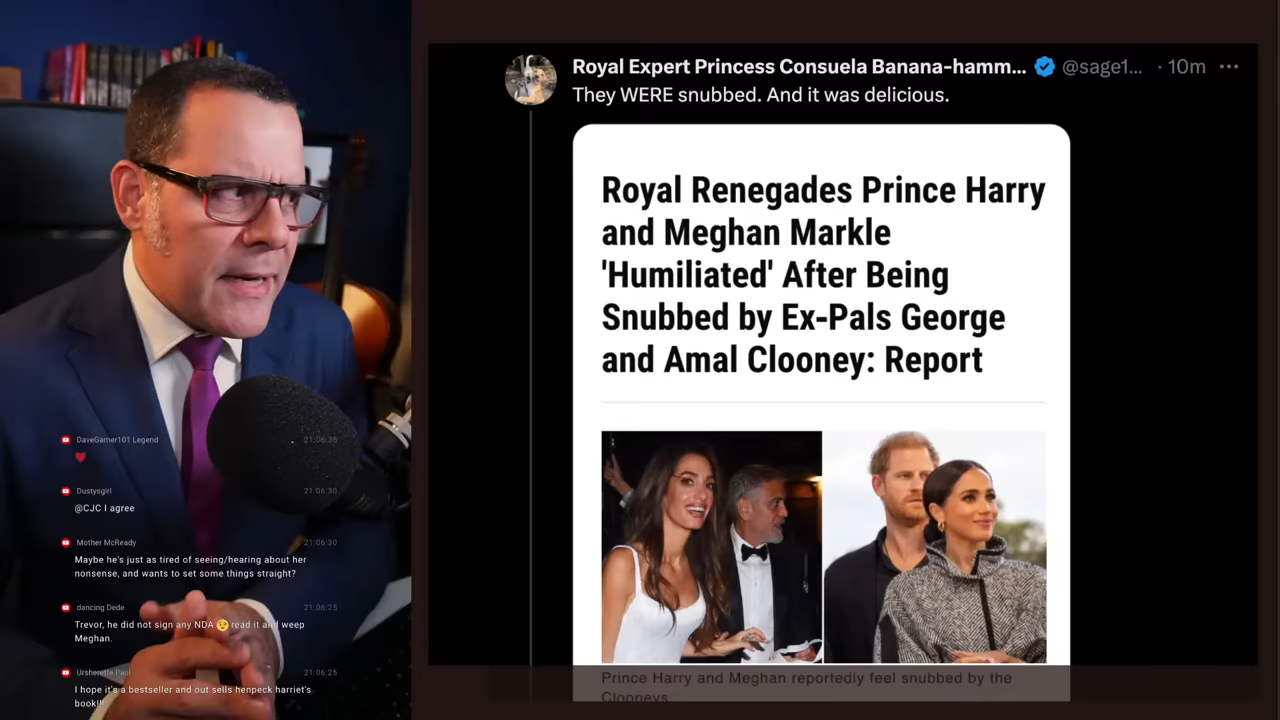 Royal Expert Princess Consuela Banana-hamm... @sage1... · 10m ···
They WERE snubbed. And it was delicious.
Royal Renegades Prince Harry
and Meghan Markle
'Humiliated' After Being
Snubbed by Ex-Pals George
and Amal Clooney: Report
Prince Harry and Meghan reportedly feel snubbed by the
Clooneys
DaveGamer101 Legend 21:06:35
Dustysgirl 21:06:30
@CJC I agree
Mother McReady 21:06:30
Maybe he's just as tired of seeing/hearing about her
nonsense, and wants to set some things straight?
dancing Dede 21:06:25
Trevor, he did not sign any NDA 😉 read it and weep
Meghan.
Ursherette Paul 21:06:25
I hope it's a bestseller and out sells henpeck harriet's
book!!